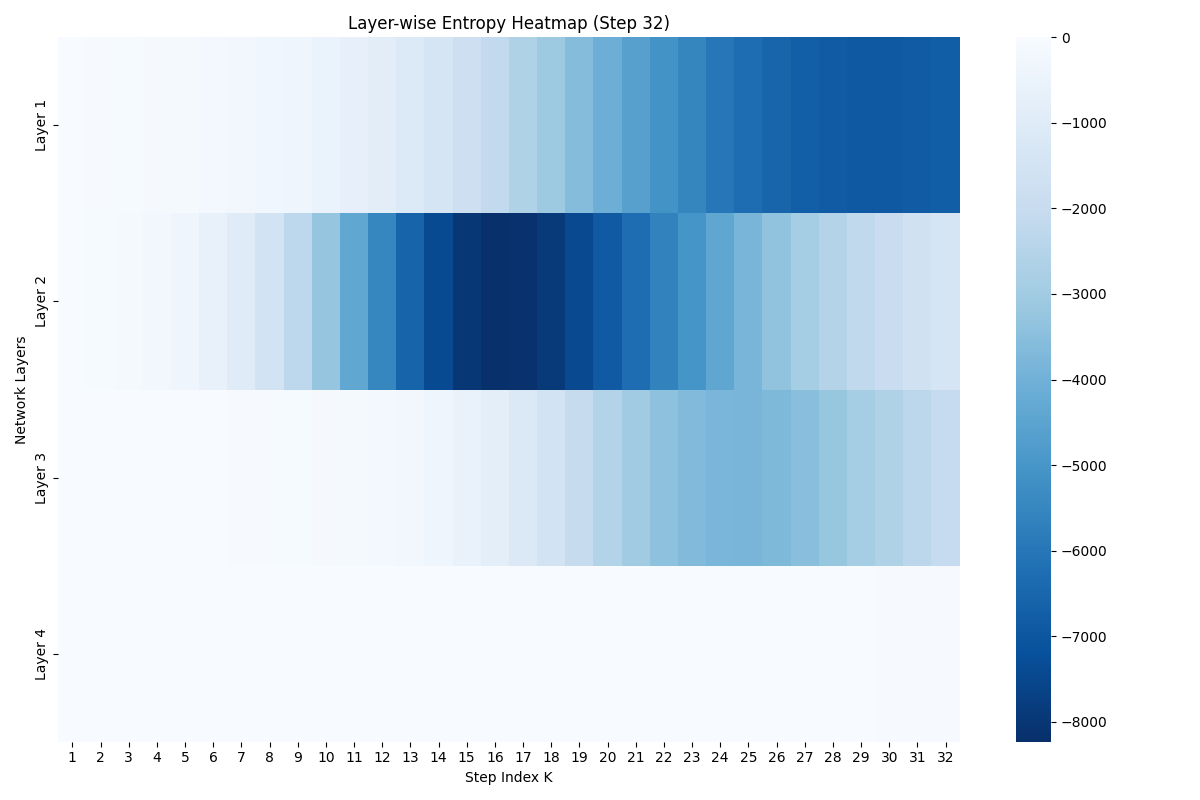 Layer-wise Entropy Heatmap (Step 32)
Network Layers
Layer 1
Layer 2
Layer 3
Layer 4
1 2 3 4 5 6 7 8 9 10 11 12 13 14 15 16 17 18 19 20 21 22 23 24 25 26 27 28 29 30 31 32
Step Index K
0
−1000
−2000
−3000
−4000
−5000
−6000
−7000
−8000